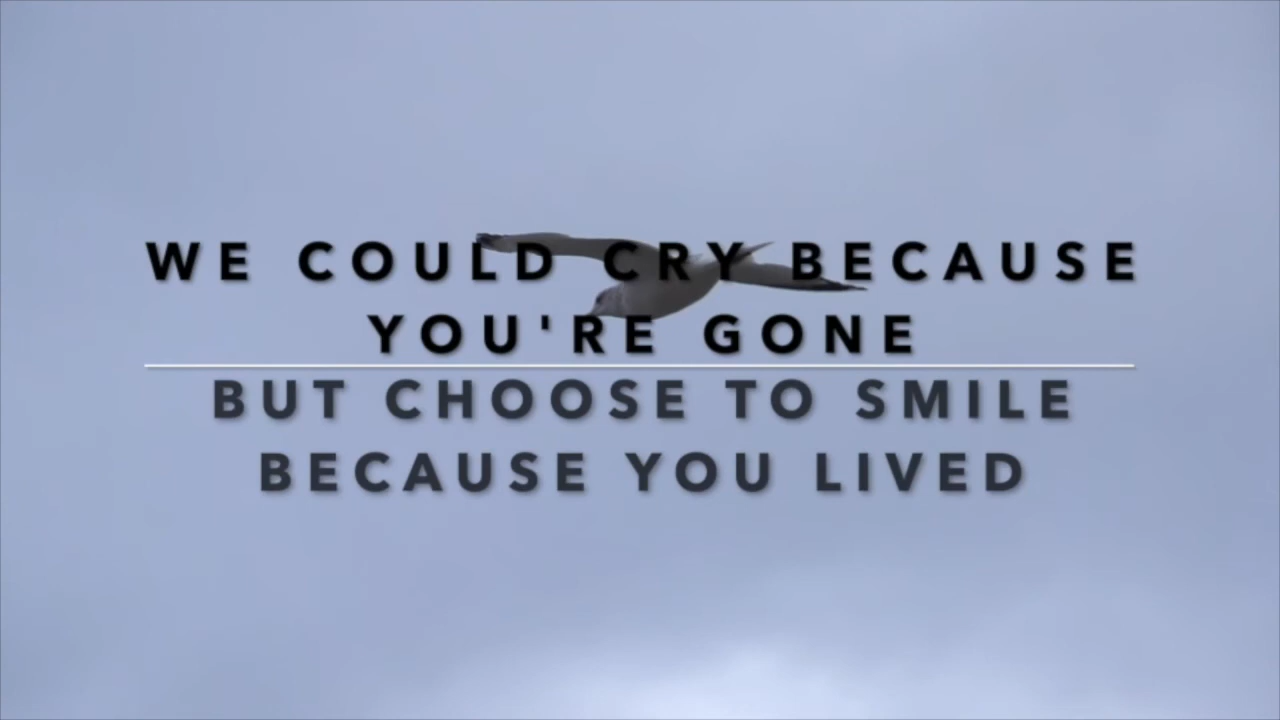 WE COULD CRY BECAUSE
YOU'RE GONE
BUT CHOOSE TO SMILE
BECAUSE YOU LIVED